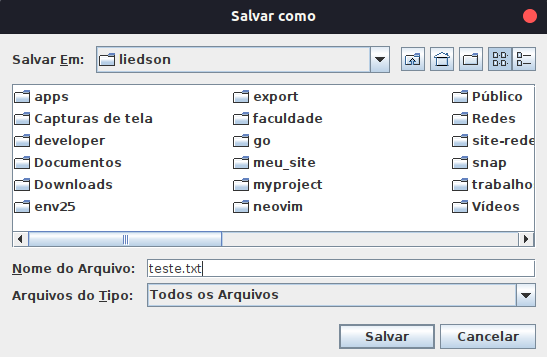 Salvar como
Salvar Em: liedson
apps export Público
Capturas de tela faculdade Redes
developer go site-rede
Documentos meu_site snap
Downloads myproject trabalho
env25 neovim Vídeos
Nome do Arquivo: teste.txt
Arquivos do Tipo: Todos os Arquivos
Salvar Cancelar